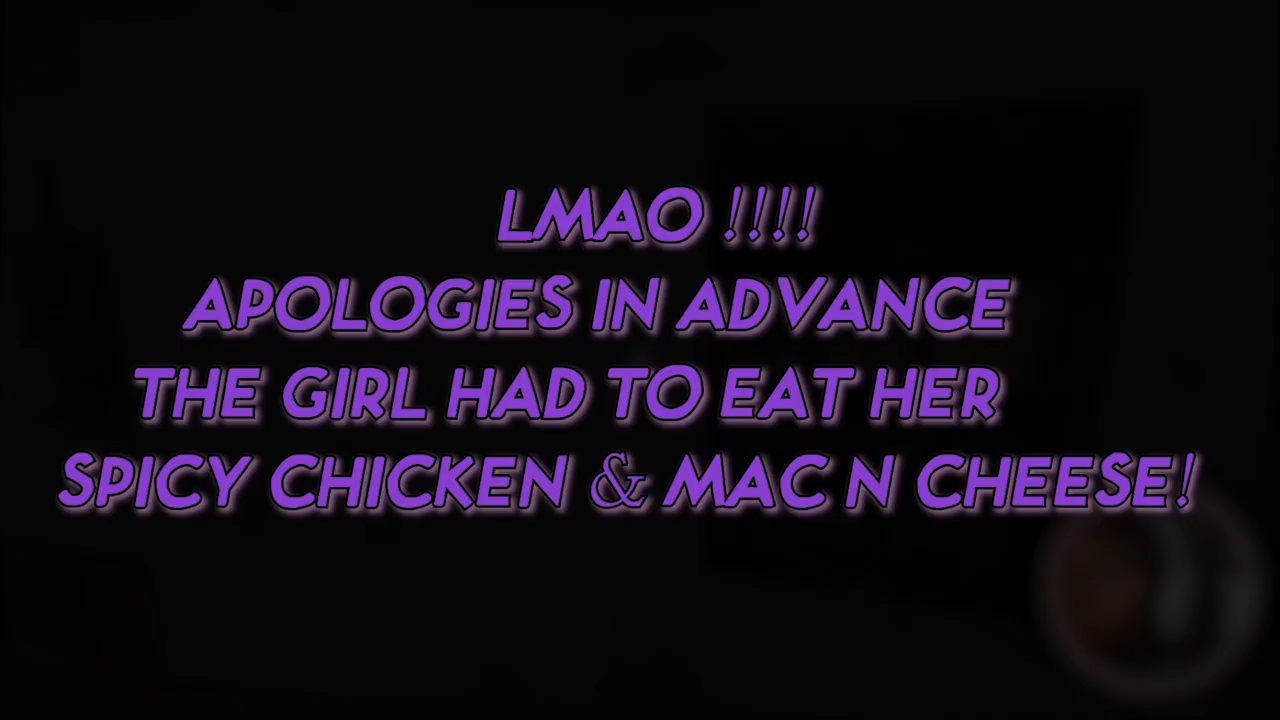 LMAO !!!!
APOLOGIES IN ADVANCE
THE GIRL HAD TO EAT HER
SPICY CHICKEN & MAC N CHEESE!